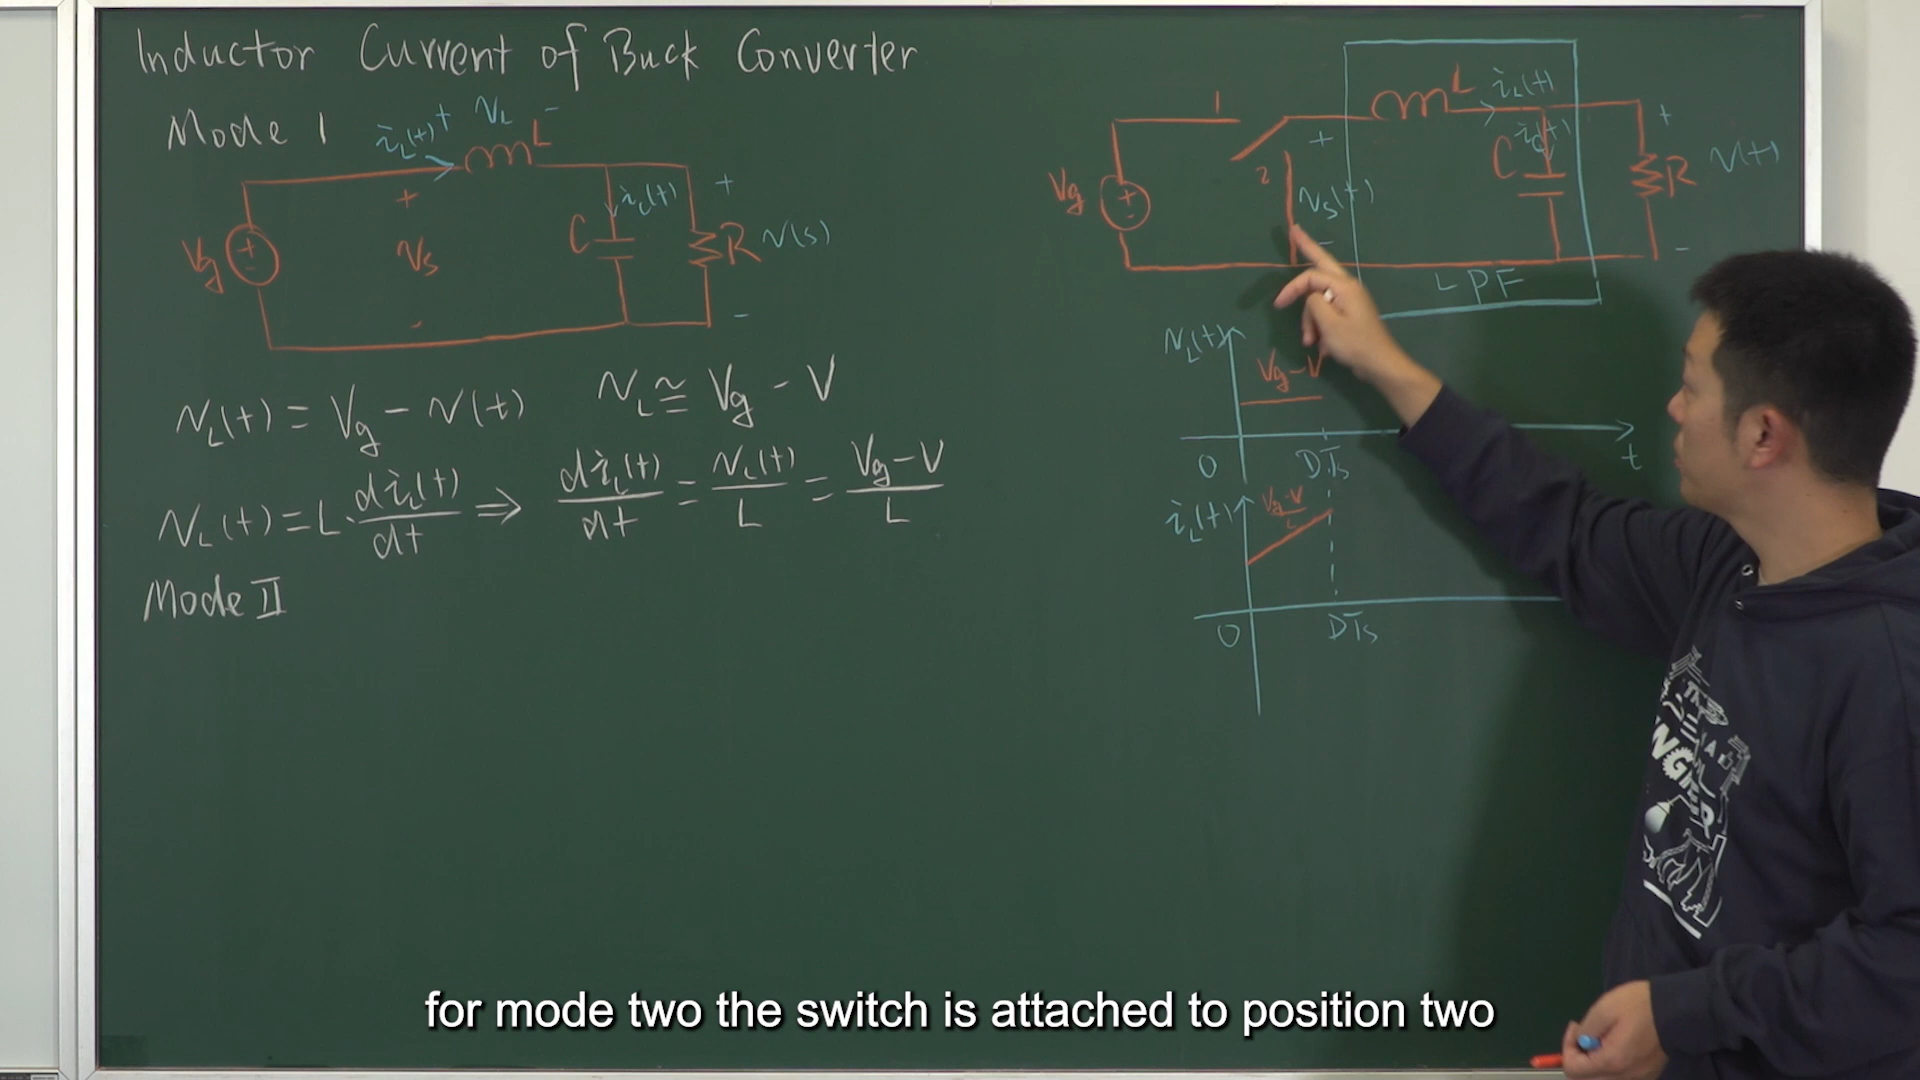 Inductor Current of Buck Converter
Mode 1
iL(t) + VL - L
Vg + - + Vs - C ic(t) + R V(s) -
VL(t) = Vg - V(t) VL ≅ Vg - V
VL(t) = L · diL(t)/dt ⇒ diL(t)/dt = VL(t)/L = (Vg-V)/L
Mode II
1 L iL(t)
Vg + - 2 + Vs(t) - C ic(t) + R V(t) -
LPF
VL(t) Vg-V
0 DTs t
iL(t) (Vg-V)/L
0 DTs
for mode two the switch is attached to position two